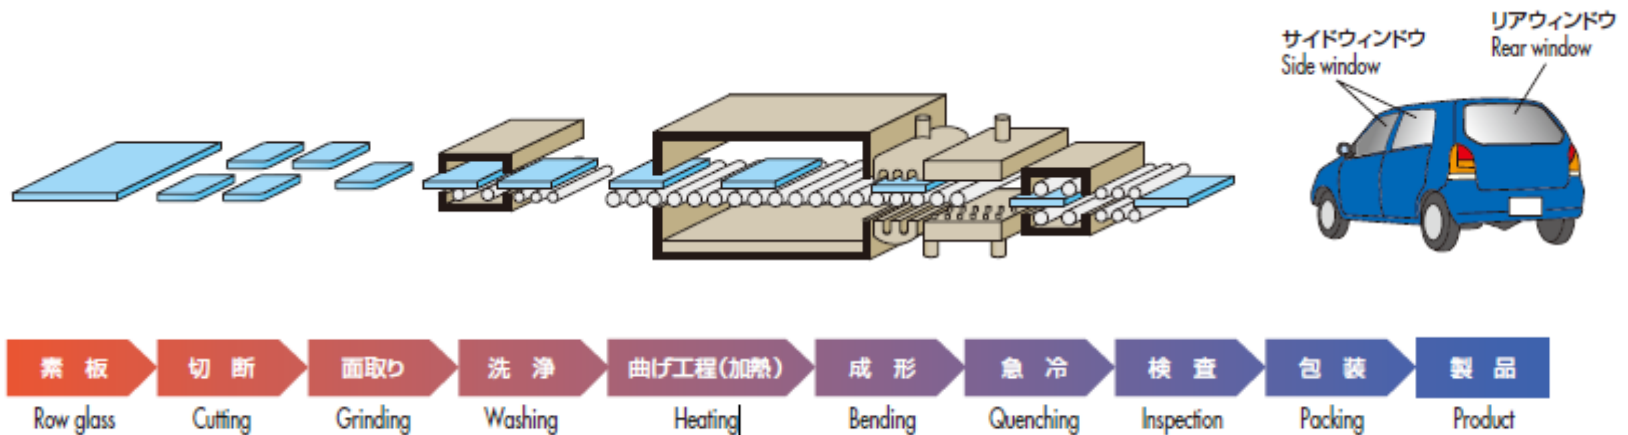 リアウィンドウ
Rear window
サイドウィンドウ
Side window
素 板
切 断
面取り
洗 浄
曲げ工程(加熱)
成 形
急 冷
検 査
包 装
製 品
Row glass
Cutting
Grinding
Washing
Heating
Bending
Quenching
Inspection
Packing
Product